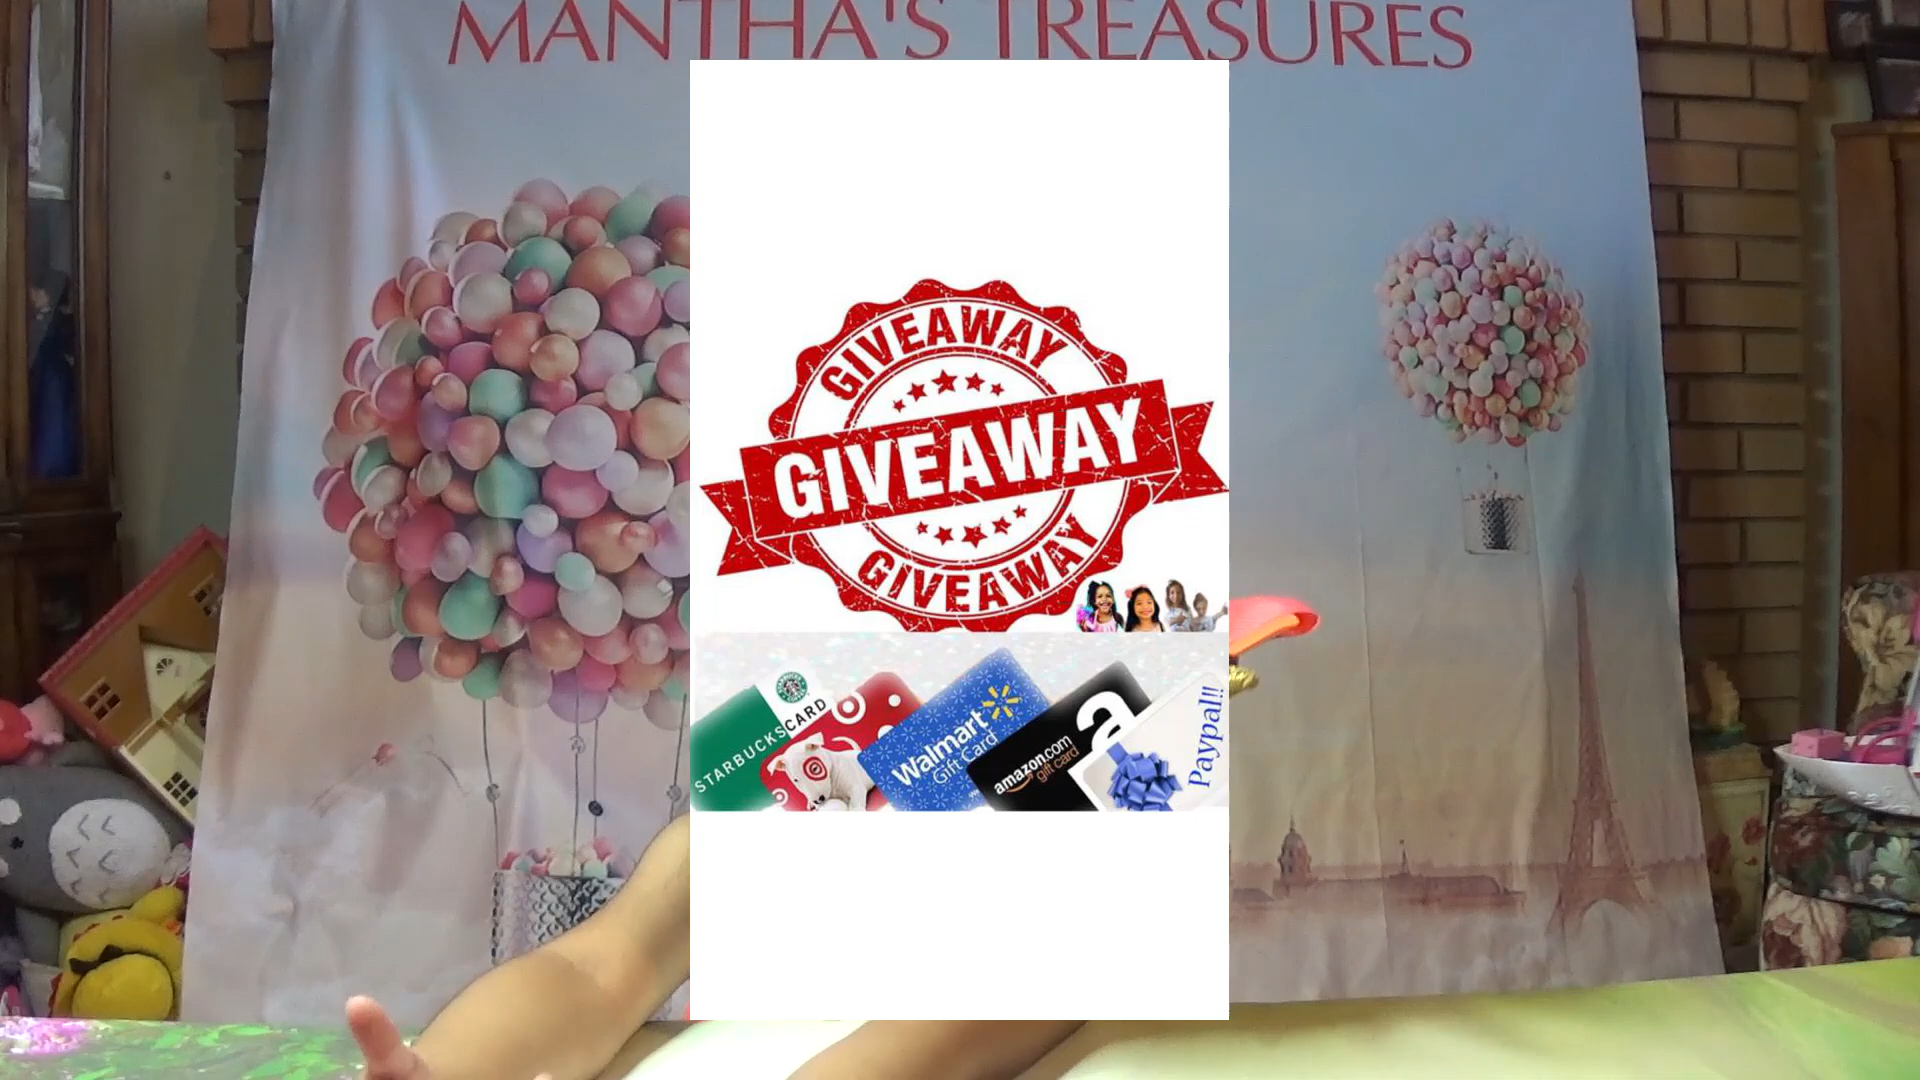 MANTHA'S TREASURES
GIVEAWAY
GIVEAWAY
GIVEAWAY
STARBUCKS CARD
Walmart
Gift Card
a
amazon.com
gift card
Paypal!!